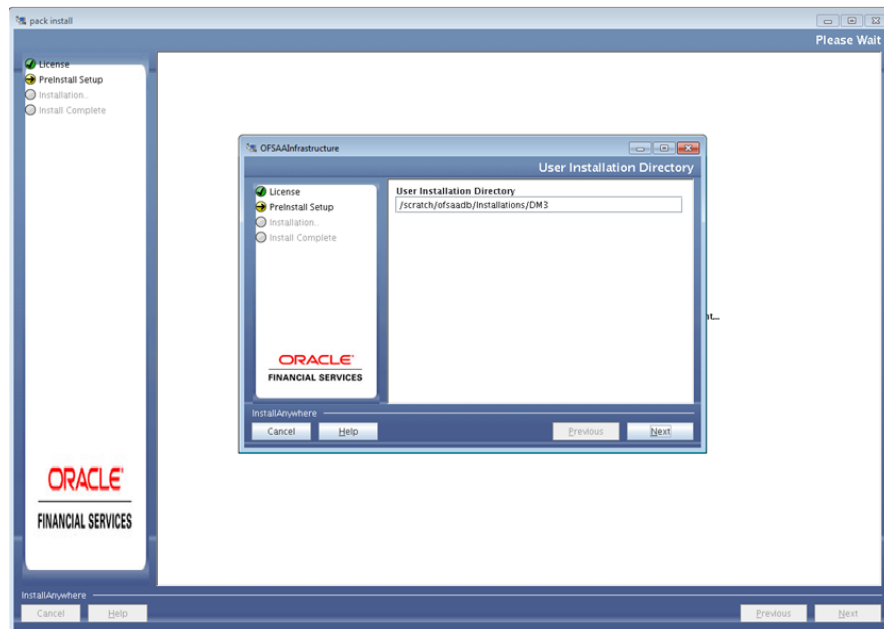 pack install
Please Wait
License
PreInstall Setup
Installation..
Install Complete
OFSAAInfrastructure
User Installation Directory
License
PreInstall Setup
Installation..
Install Complete
User Installation Directory
/scratch/ofsaadb/Installations/DM3
ORACLE'
FINANCIAL SERVICES
InstallAnywhere
Cancel
Help
Previous
Next
ORACLE'
FINANCIAL SERVICES
InstallAnywhere
Cancel
Help
Previous
Next